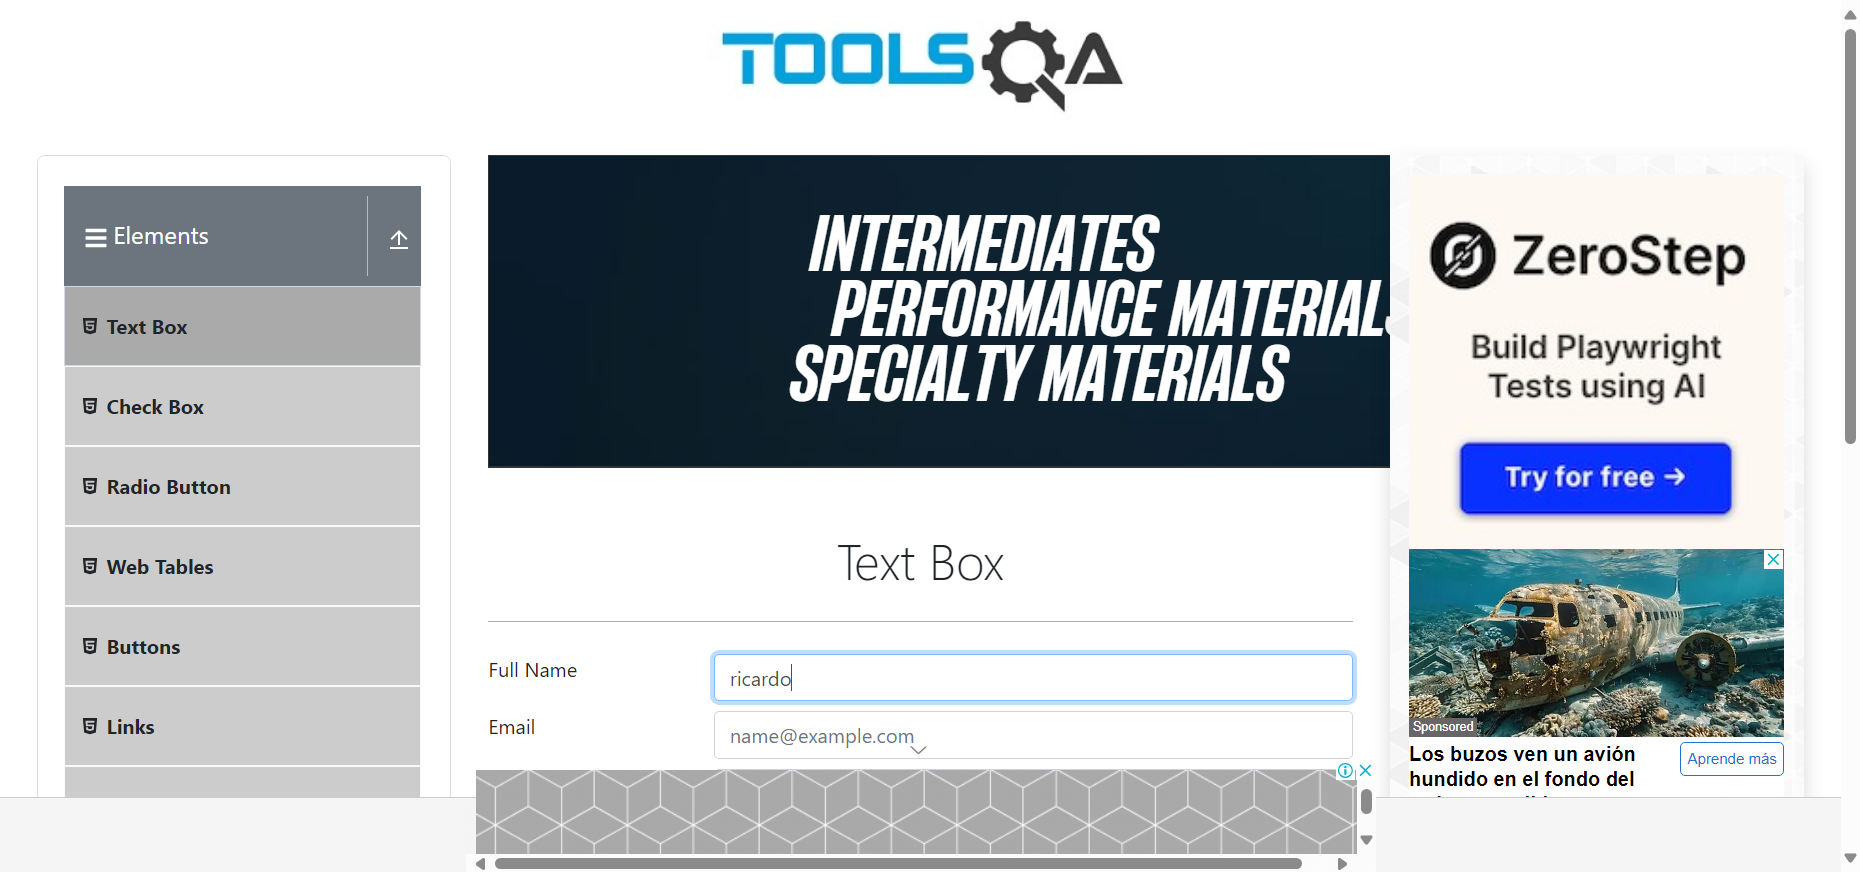 TOOLSQA
Elements
Text Box
Check Box
Radio Button
Web Tables
Buttons
Links
INTERMEDIATES
PERFORMANCE MATERIALS
SPECIALTY MATERIALS
Text Box
Full Name
ricardo
Email
name@example.com
ZeroStep
Build Playwright
Tests using AI
Try for free →
Sponsored
Los buzos ven un avión
hundido en el fondo del
Aprende más